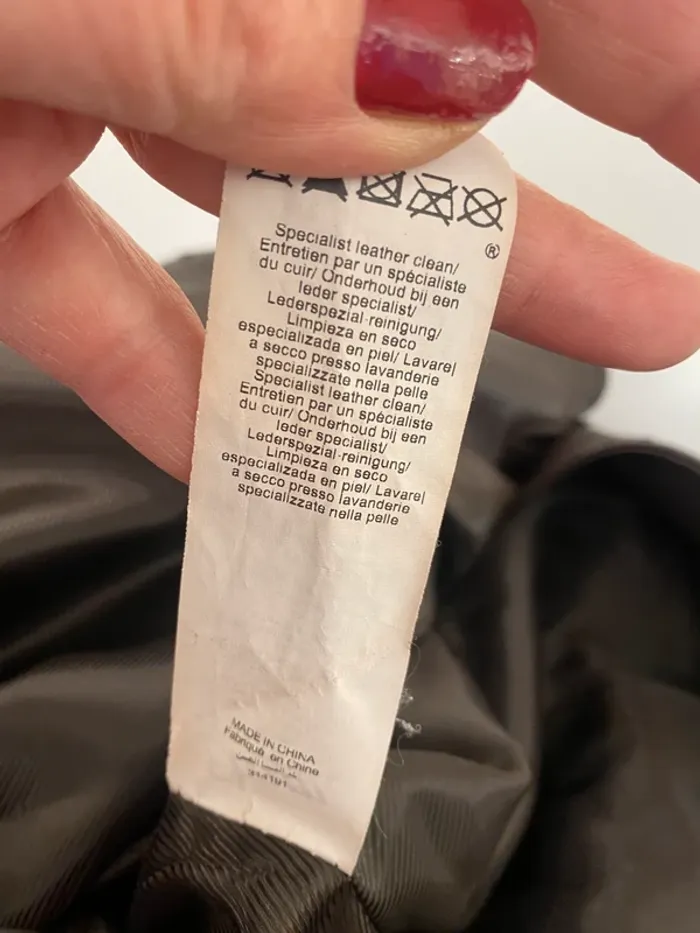 ®
Specialist leather clean/
Entretien par un spécialiste
du cuir/ Onderhoud bij een
leder specialist/
Lederspezial-reinigung/
Limpieza en seco
especializada en piel/ Lavare|
a secco presso lavanderie
specializzate nella pelle
Specialist leather clean/
Entretien par un spécialiste
du cuir/ Onderhoud bij een
leder specialist/
Lederspezial-reinigung/
Limpieza en seco
especializada en piel/ Lavare|
a secco presso lavanderie
specializzate nella pelle
MADE IN CHINA
Fabriqué en Chine